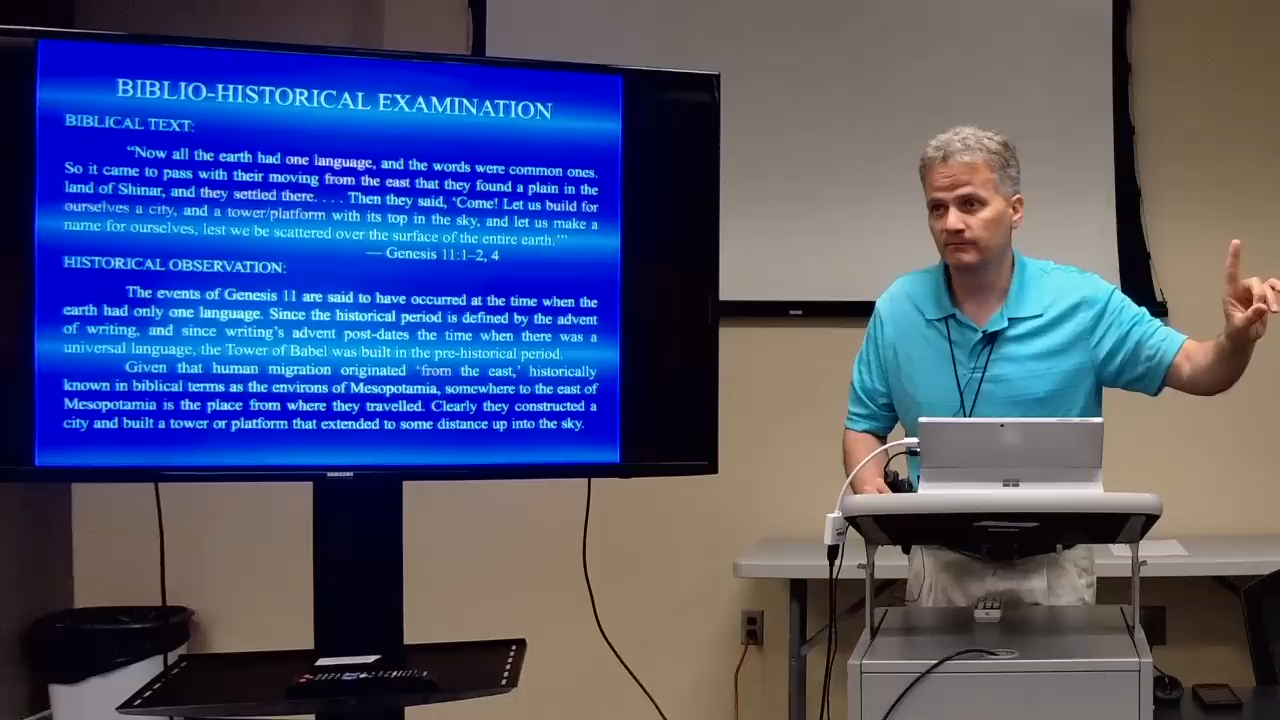 BIBLIO-HISTORICAL EXAMINATION
BIBLICAL TEXT:
“Now all the earth had one language, and the words were common ones.
So it came to pass with their moving from the east that they found a plain in the
land of Shinar, and they settled there. . . . Then they said, ‘Come! Let us build for
ourselves a city, and a tower/platform with its top in the sky, and let us make a
name for ourselves, lest we be scattered over the surface of the entire earth.’”
— Genesis 11:1–2, 4
HISTORICAL OBSERVATION:
The events of Genesis 11 are said to have occurred at the time when the
earth had only one language. Since the historical period is defined by the advent
of writing, and since writing’s advent post-dates the time when there was a
universal language, the Tower of Babel was built in the pre-historical period.
Given that human migration originated ‘from the east,’ historically
known in biblical terms as the environs of Mesopotamia, somewhere to the east of
Mesopotamia is the place from where they travelled. Clearly they constructed a
city and built a tower or platform that extended to some distance up into the sky.
SAMSUNG